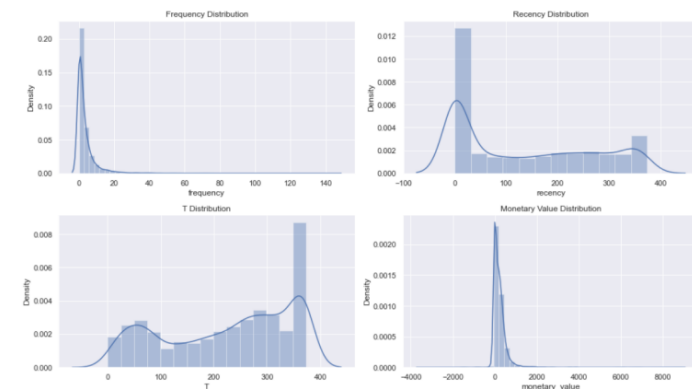 Frequency Distribution
Density
0.20
0.15
0.10
0.05
0.00
0 20 40 60 80 100 120 140
frequency
Recency Distribution
Density
0.012
0.010
0.008
0.006
0.004
0.002
0.000
−100 0 100 200 300 400
recency
T Distribution
Density
0.008
0.006
0.004
0.002
0.000
0 100 200 300 400
T
Monetary Value Distribution
Density
0.0020
0.0015
0.0010
0.0005
0.0000
−4000 −2000 0 2000 4000 6000 8000
monetary_value